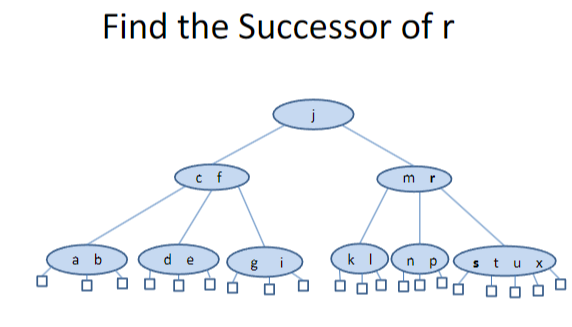 Find the Successor of r
j
c f
m r
a b
d e
g i
k l
n p
s t u x